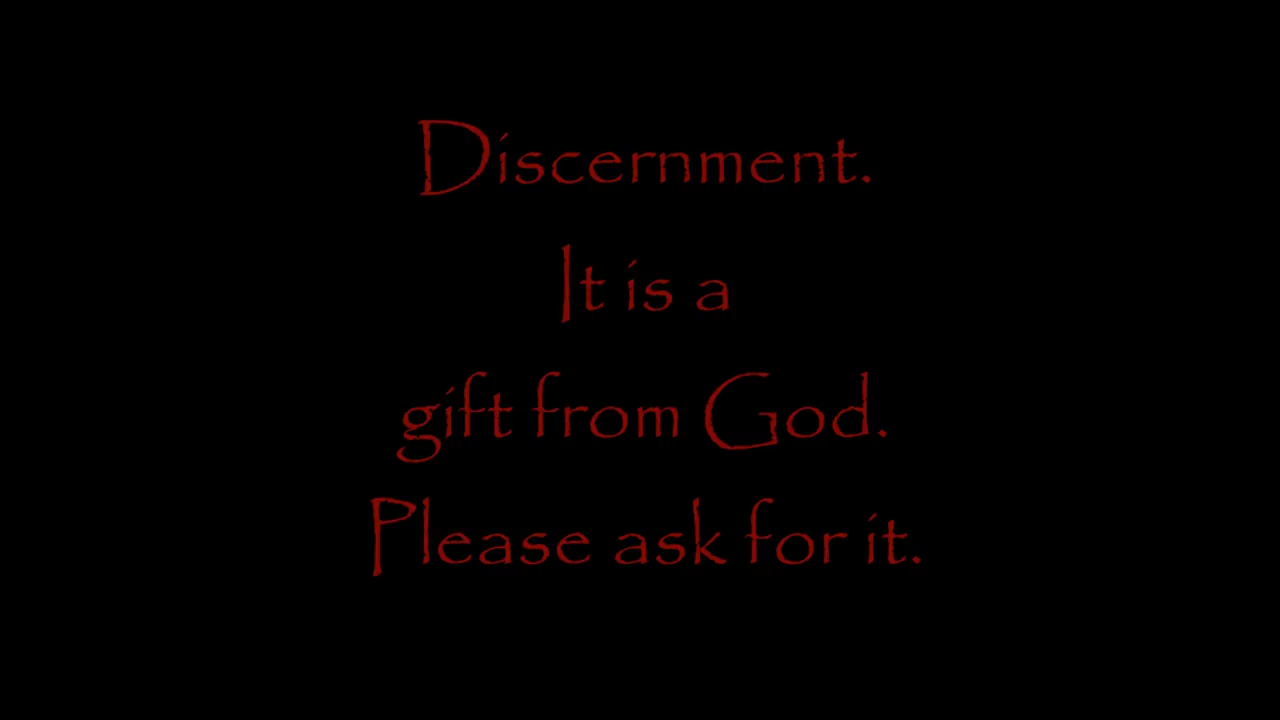 Discernment.
It is a
gift from God.
Please ask for it.